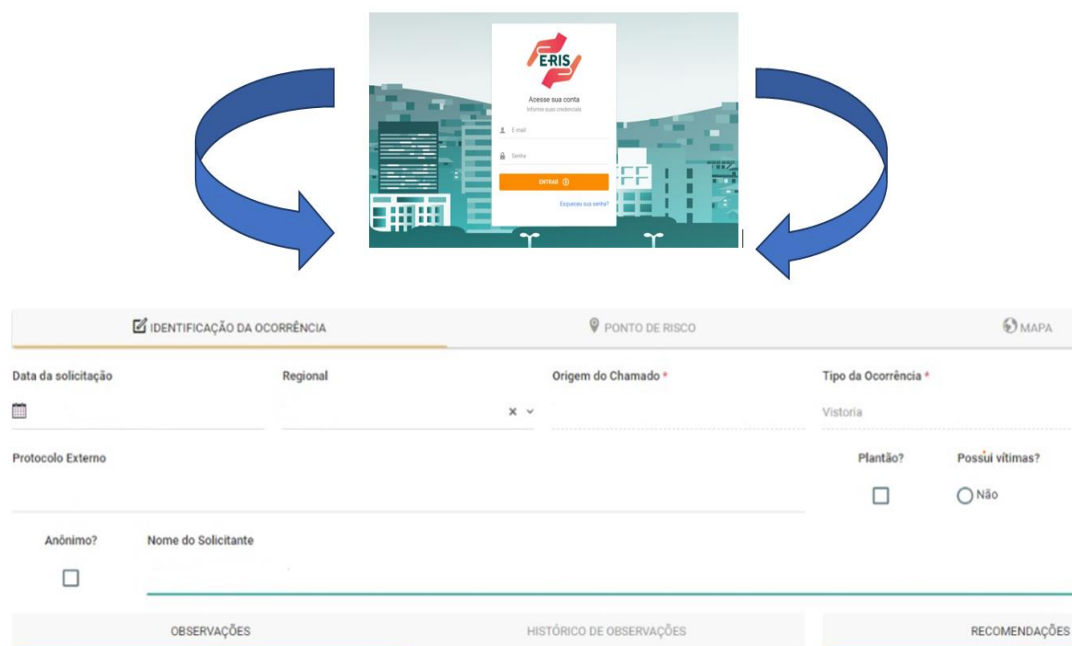 E-RIS
Acesse sua conta
Informe suas credenciais
E-mail
Senha
ENTRAR
Esqueceu sua senha?
IDENTIFICAÇÃO DA OCORRÊNCIA PONTO DE RISCO MAPA
Data da solicitação Regional Origem do Chamado * Tipo da Ocorrência *
Vistoria
Protocolo Externo Plantão? Possui vítimas?
Não
Anônimo? Nome do Solicitante
OBSERVAÇÕES HISTÓRICO DE OBSERVAÇÕES RECOMENDAÇÕES